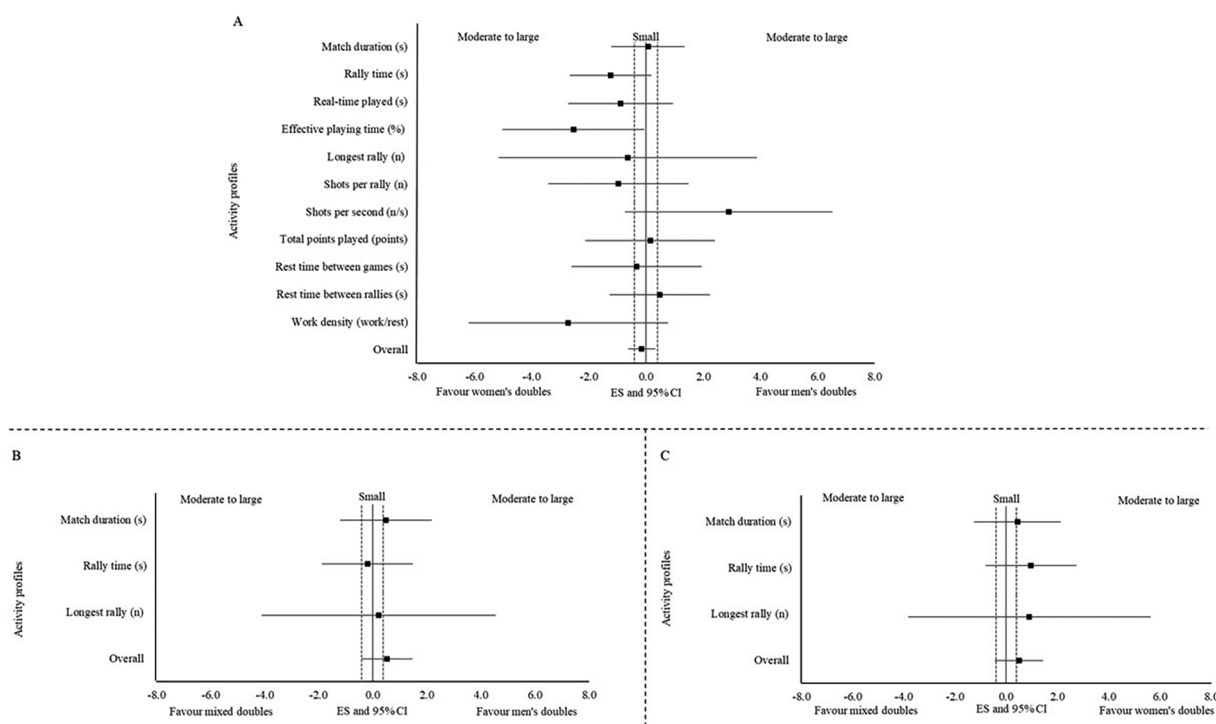 A
Moderate to large Small Moderate to large
Match duration (s)
Rally time (s)
Real-time played (s)
Effective playing time (%)
Longest rally (n)
Shots per rally (n)
Shots per second (n/s)
Total points played (points)
Rest time between games (s)
Rest time between rallies (s)
Work density (work/rest)
Overall
Activity profiles
-8.0 -6.0 -4.0 -2.0 0.0 2.0 4.0 6.0 8.0
Favour women's doubles ES and 95%CI Favour men's doubles
B
Moderate to large Small Moderate to large
Match duration (s)
Rally time (s)
Longest rally (n)
Overall
Activity profiles
-8.0 -6.0 -4.0 -2.0 0.0 2.0 4.0 6.0 8.0
Favour mixed doubles ES and 95%CI Favour men's doubles
C
Moderate to large Small Moderate to large
Match duration (s)
Rally time (s)
Longest rally (n)
Overall
Activity profiles
-8.0 -6.0 -4.0 -2.0 0.0 2.0 4.0 6.0 8.0
Favour mixed doubles ES and 95%CI Favour women's doubles